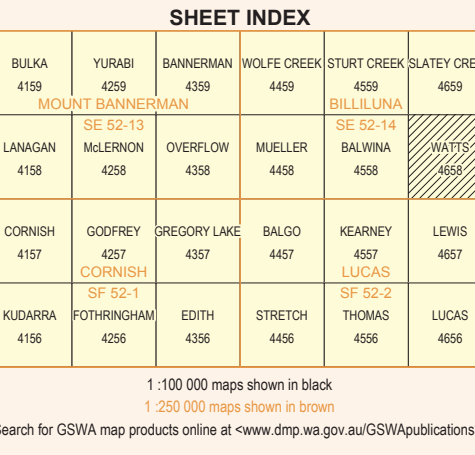 SHEET INDEX
BULKA YURABI BANNERMAN WOLFE CREEK STURT CREEK SLATEY CRE
4159 4259 4359 4459 4559 4659
MOUNT BANNERMAN BILLILUNA
SE 52-13 SE 52-14
LANAGAN McLERNON OVERFLOW MUELLER BALWINA WATTS
4158 4258 4358 4458 4558 4658
CORNISH GODFREY GREGORY LAKE BALGO KEARNEY LEWIS
4157 4257 4357 4457 4557 4657
CORNISH LUCAS
SF 52-1 SF 52-2
KUDARRA FOTHRINGHAM EDITH STRETCH THOMAS LUCAS
4156 4256 4356 4456 4556 4656
1 :100 000 maps shown in black
1 :250 000 maps shown in brown
earch for GSWA map products online at <www.dmp.wa.gov.au/GSWApublications